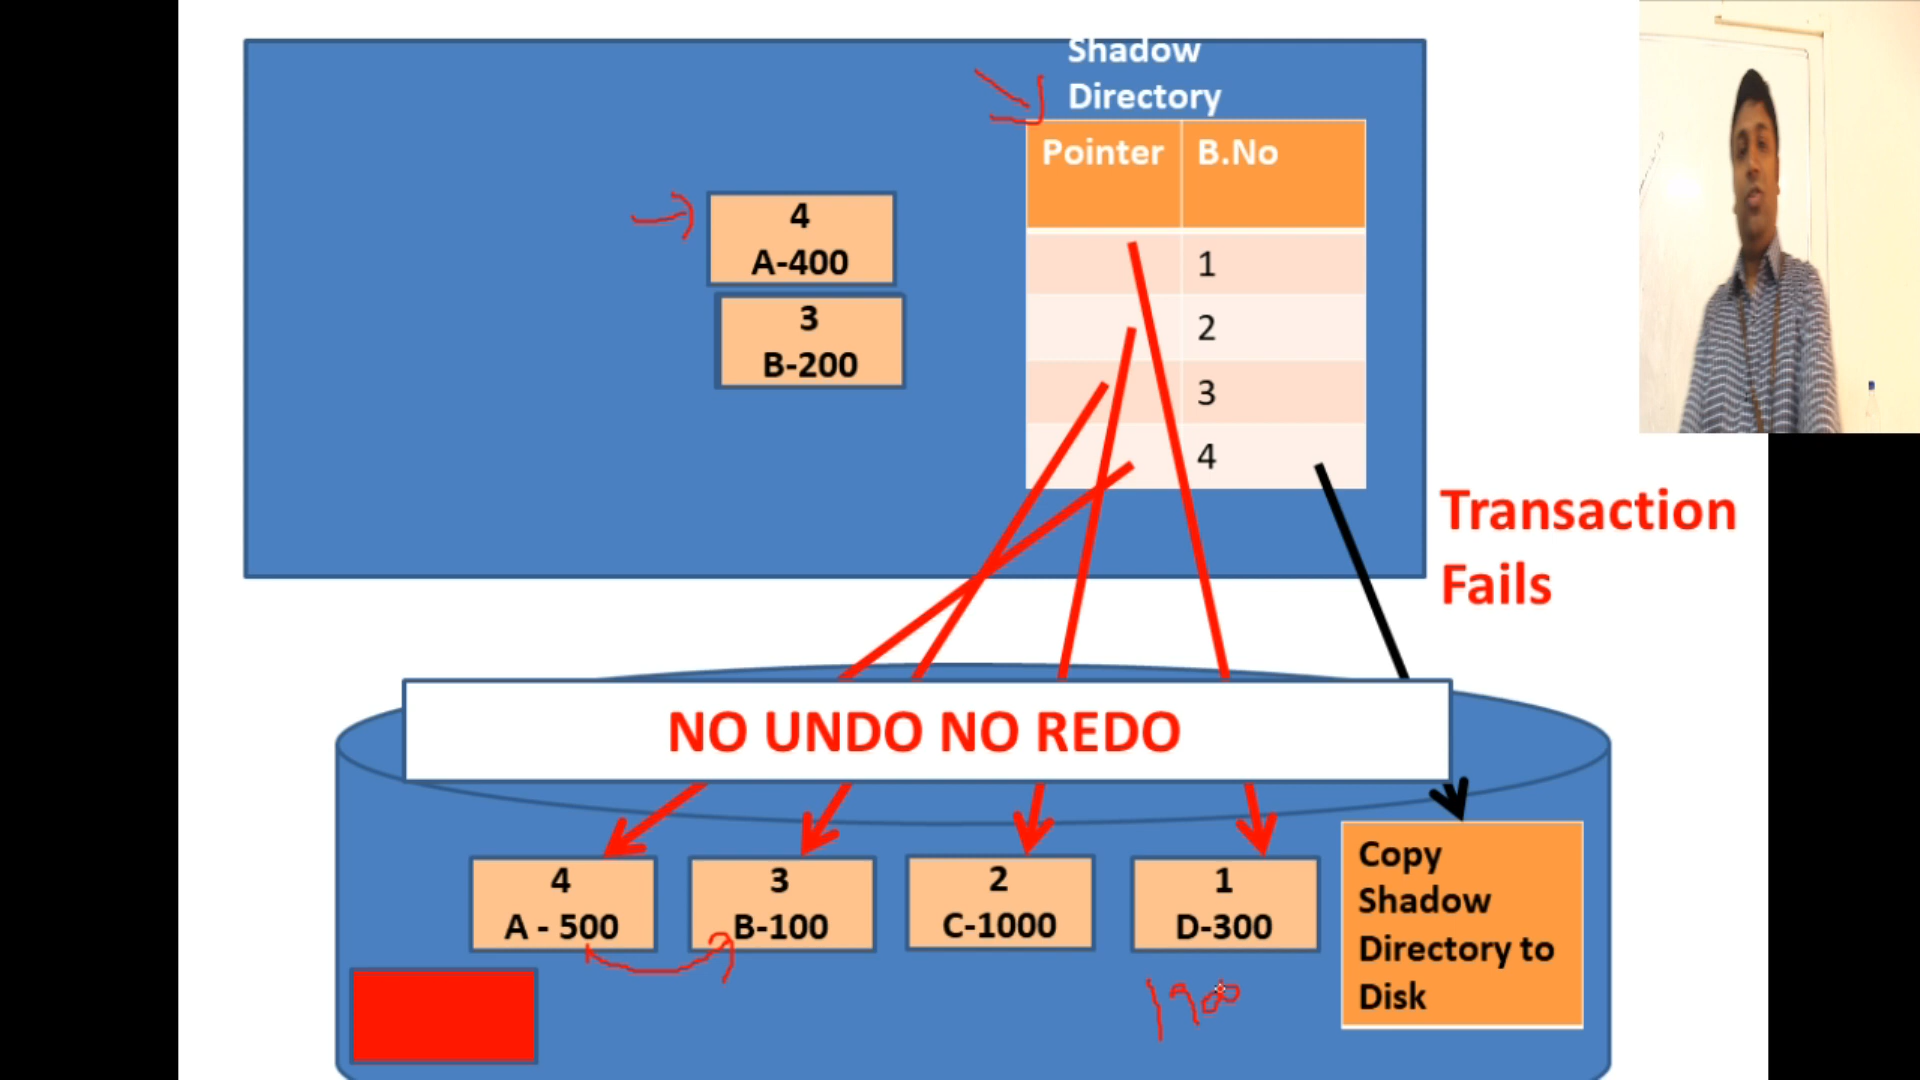 Shadow
Directory
Pointer B.No
4
A-400
1
3
B-200
2
3
4
Transaction
Fails
NO UNDO NO REDO
4
A - 500
3
B-100
2
C-1000
1
D-300
Copy
Shadow
Directory to
Disk